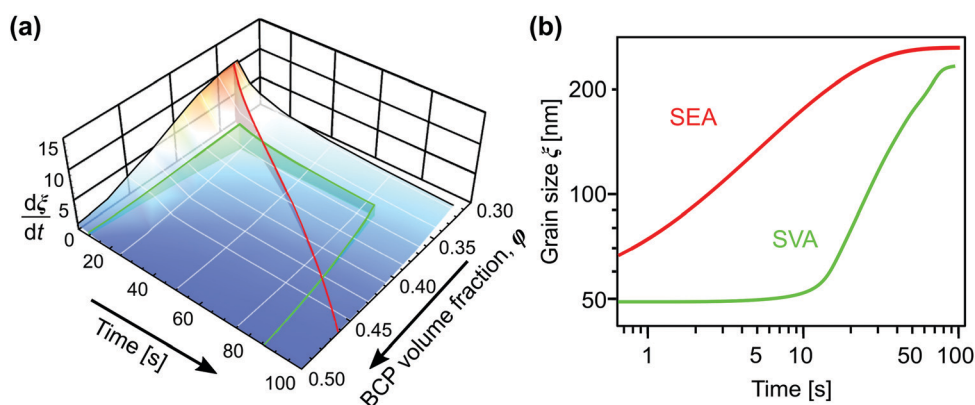 (a)
15
10
5
0
dξ
dt
20
40
60
80
100
Time [s]
0.30
0.35
0.40
0.45
0.50
BCP volume fraction, φ
(b)
Grain size ξ [nm]
200
100
50
SEA
SVA
1 5 10 50 100
Time [s]